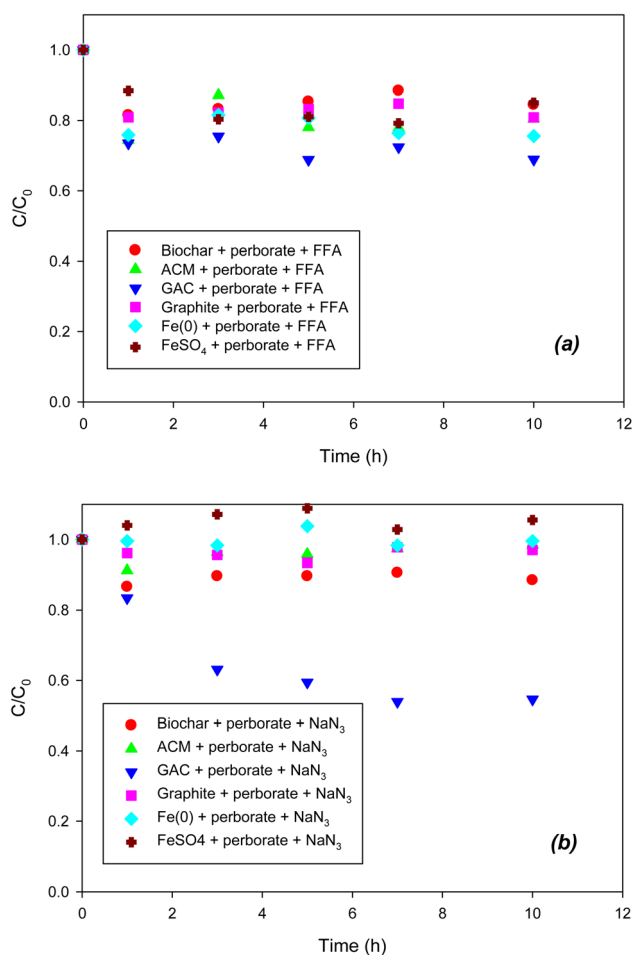 1.0
0.8
0.6
0.4
0.2
0.0
C/C0
Biochar + perborate + FFA
ACM + perborate + FFA
GAC + perborate + FFA
Graphite + perborate + FFA
Fe(0) + perborate + FFA
FeSO4 + perborate + FFA
(a)
0 2 4 6 8 10 12
Time (h)
1.0
0.8
0.6
0.4
0.2
0.0
C/C0
Biochar + perborate + NaN3
ACM + perborate + NaN3
GAC + perborate + NaN3
Graphite + perborate + NaN3
Fe(0) + perborate + NaN3
FeSO4 + perborate + NaN3
(b)
0 2 4 6 8 10 12
Time (h)